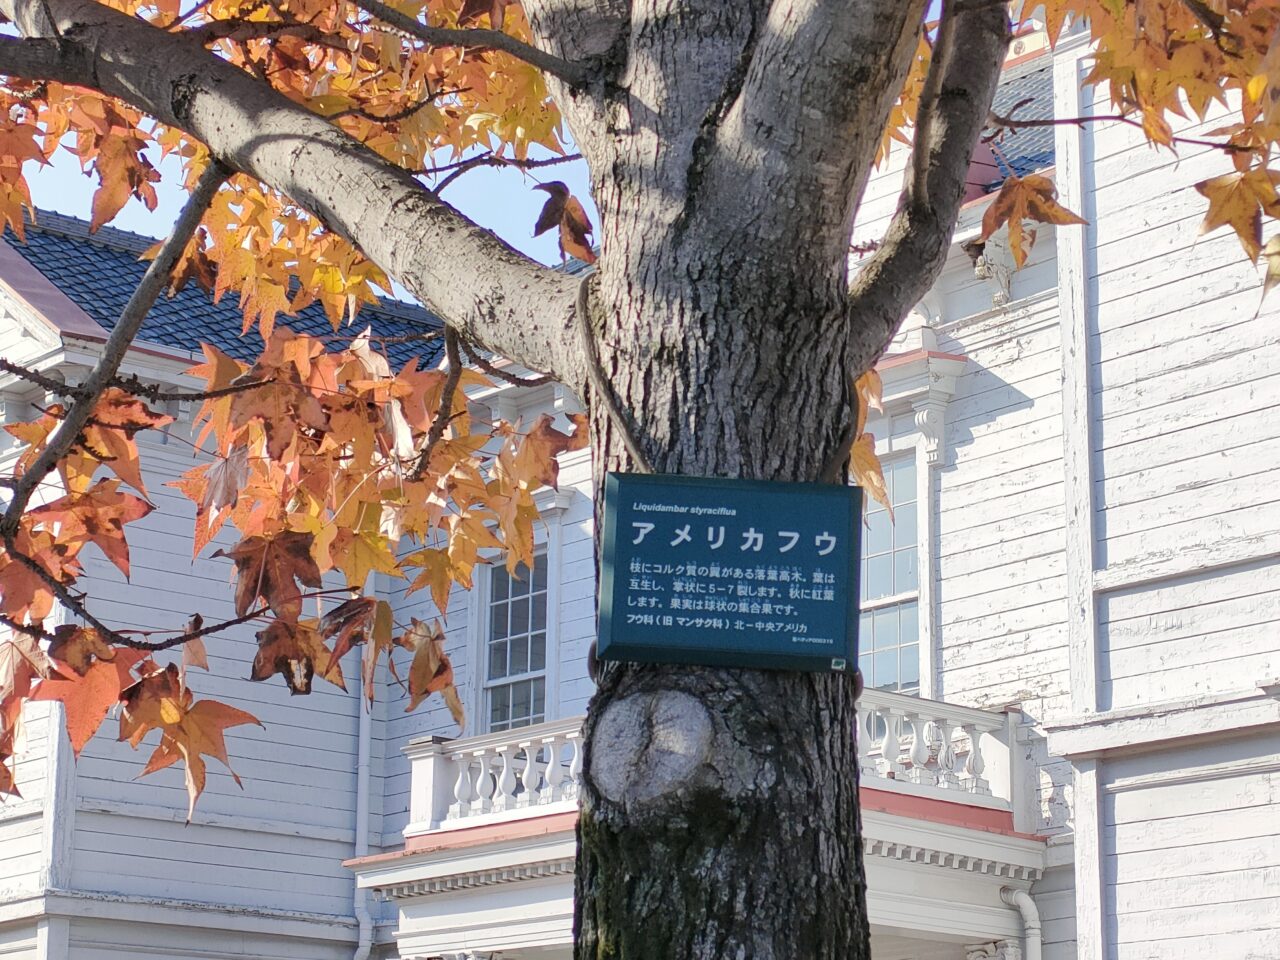 Liquidambar styraciflua
アメリカフウ
枝にコルク質の翼がある落葉高木。葉は
互生し、掌状に5−7裂します。秋に紅葉
します。果実は球状の集合果です。
フウ科(旧 マンサク科) 北−中央アメリカ